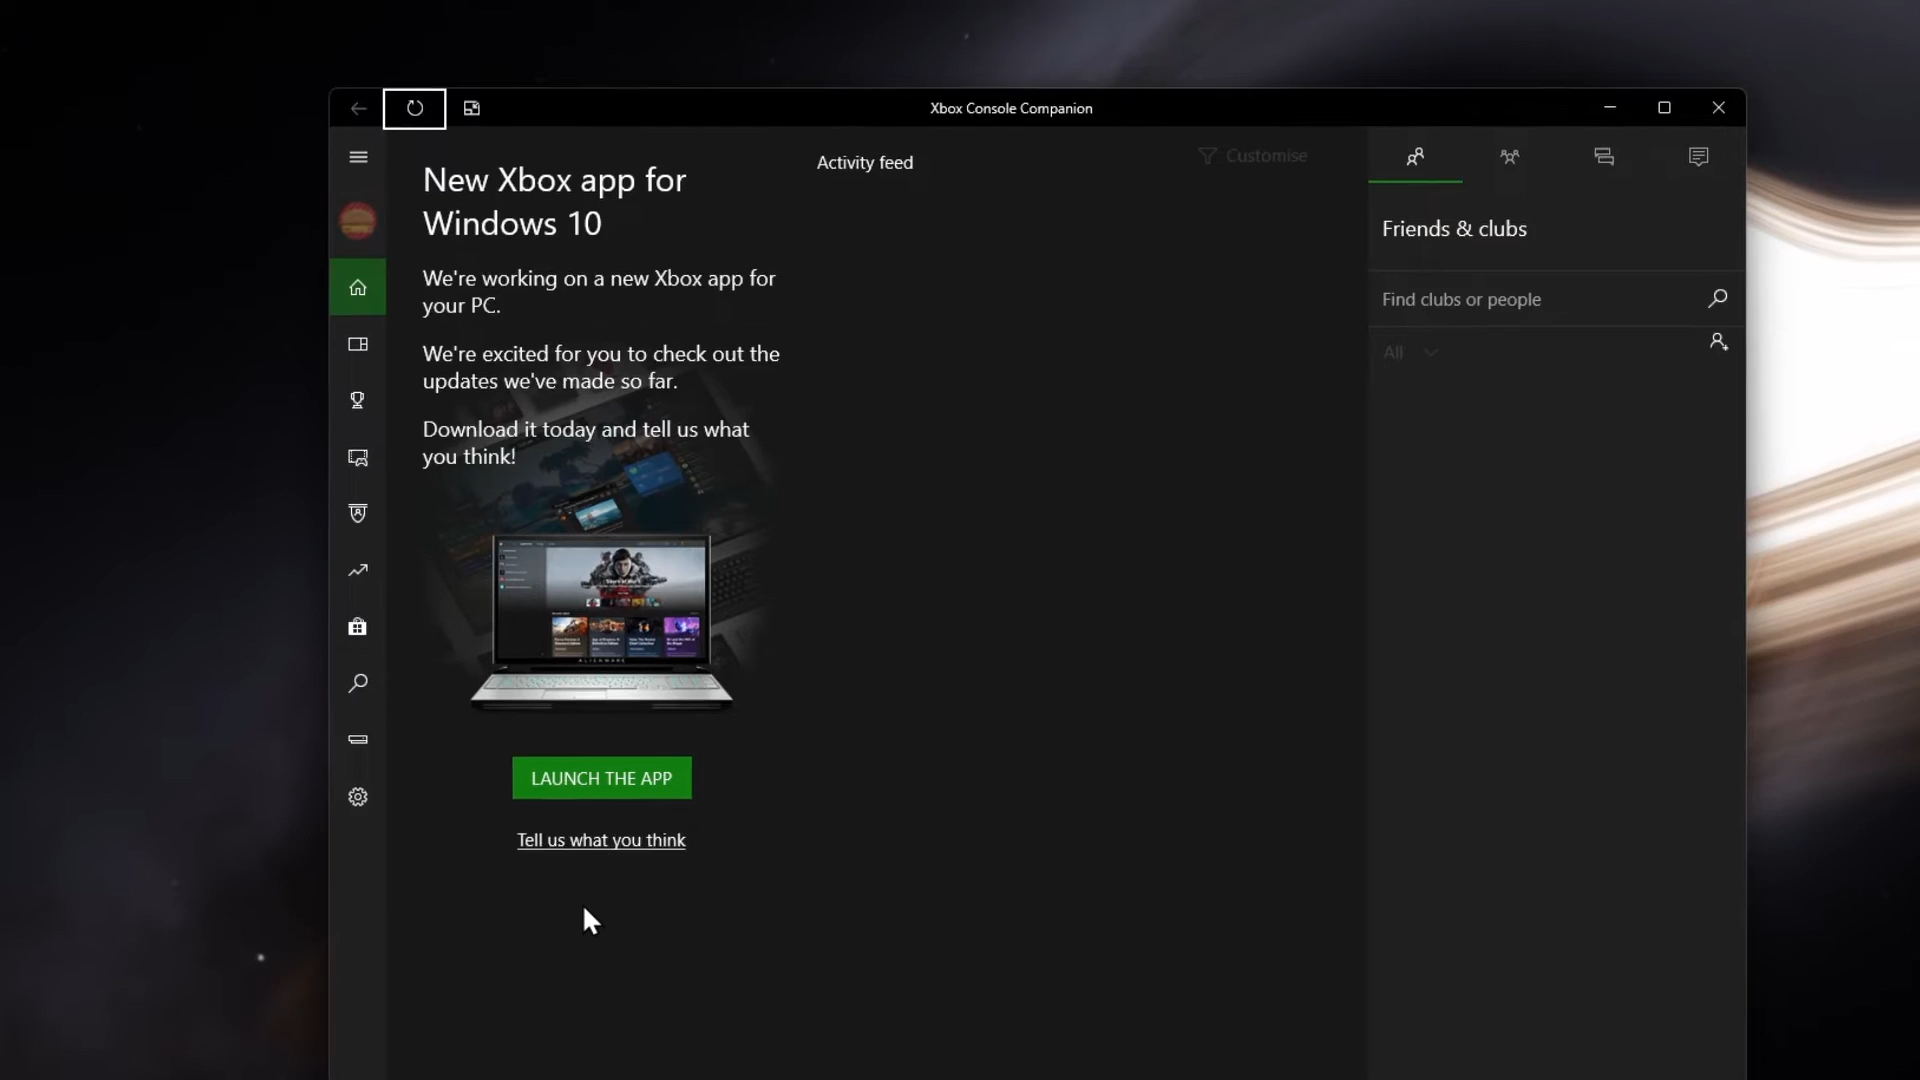 Xbox Console Companion
New Xbox app for
Windows 10
We're working on a new Xbox app for
your PC.
We're excited for you to check out the
updates we've made so far.
Download it today and tell us what
you think!
ALIENWARE
LAUNCH THE APP
Tell us what you think
Activity feed
Customise
Friends & clubs
Find clubs or people
All